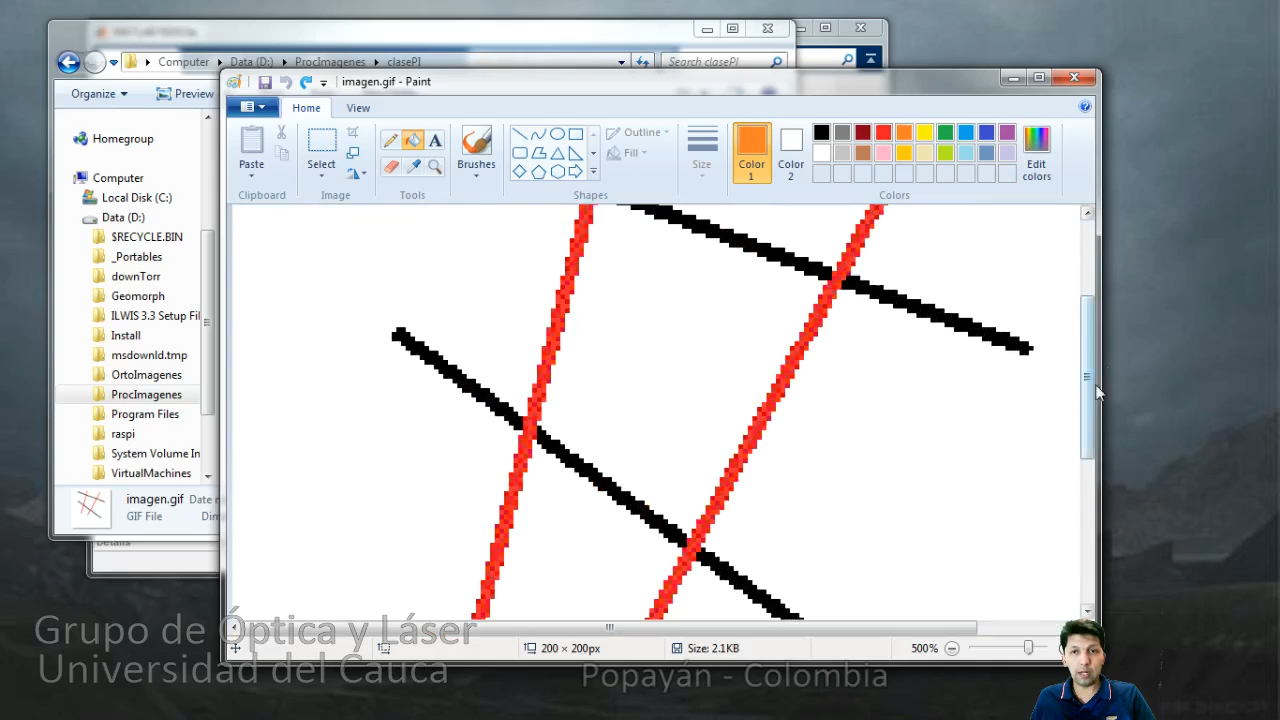 Computer ▸ Data (D:) ▸ ProcImagenes ▸ clasePI
Search clasePI
Organize
Preview
Homegroup
Computer
Local Disk (C:)
Data (D:)
$RECYCLE.BIN
_Portables
downTorr
Geomorph
ILWIS 3.3 Setup Fil
Install
msdownld.tmp
OrtoImagenes
ProcImagenes
Program Files
raspi
System Volume In
VirtualMachines
imagen.gif Date
GIF File
Details
imagen.gif - Paint
Home
View
Paste
Select
Brushes
Outline
Fill
Size
Color
1
Color
2
Edit
colors
Clipboard
Image
Tools
Shapes
Colors
200 × 200px
Size: 2.1KB
500%
Grupo de Óptica y Láser
Universidad del Cauca
Popayán - Colombia